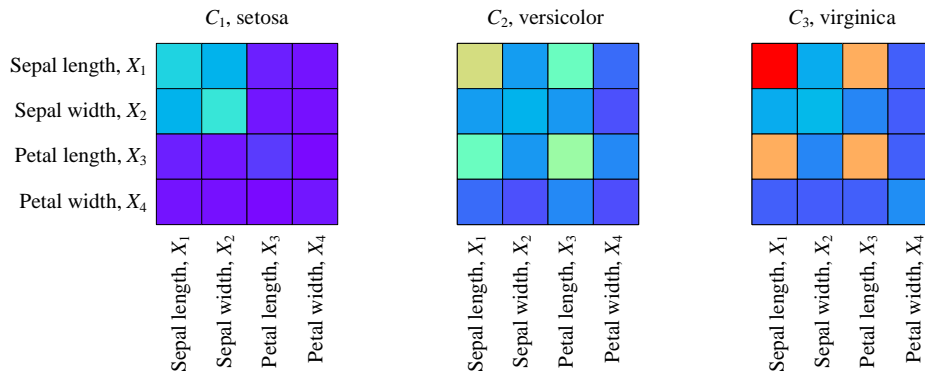 C₁, setosa
C₂, versicolor
C₃, virginica
Sepal length, X₁
Sepal width, X₂
Petal length, X₃
Petal width, X₄
Sepal length, X₁
Sepal width, X₂
Petal length, X₃
Petal width, X₄
Sepal length, X₁
Sepal width, X₂
Petal length, X₃
Petal width, X₄
Sepal length, X₁
Sepal width, X₂
Petal length, X₃
Petal width, X₄